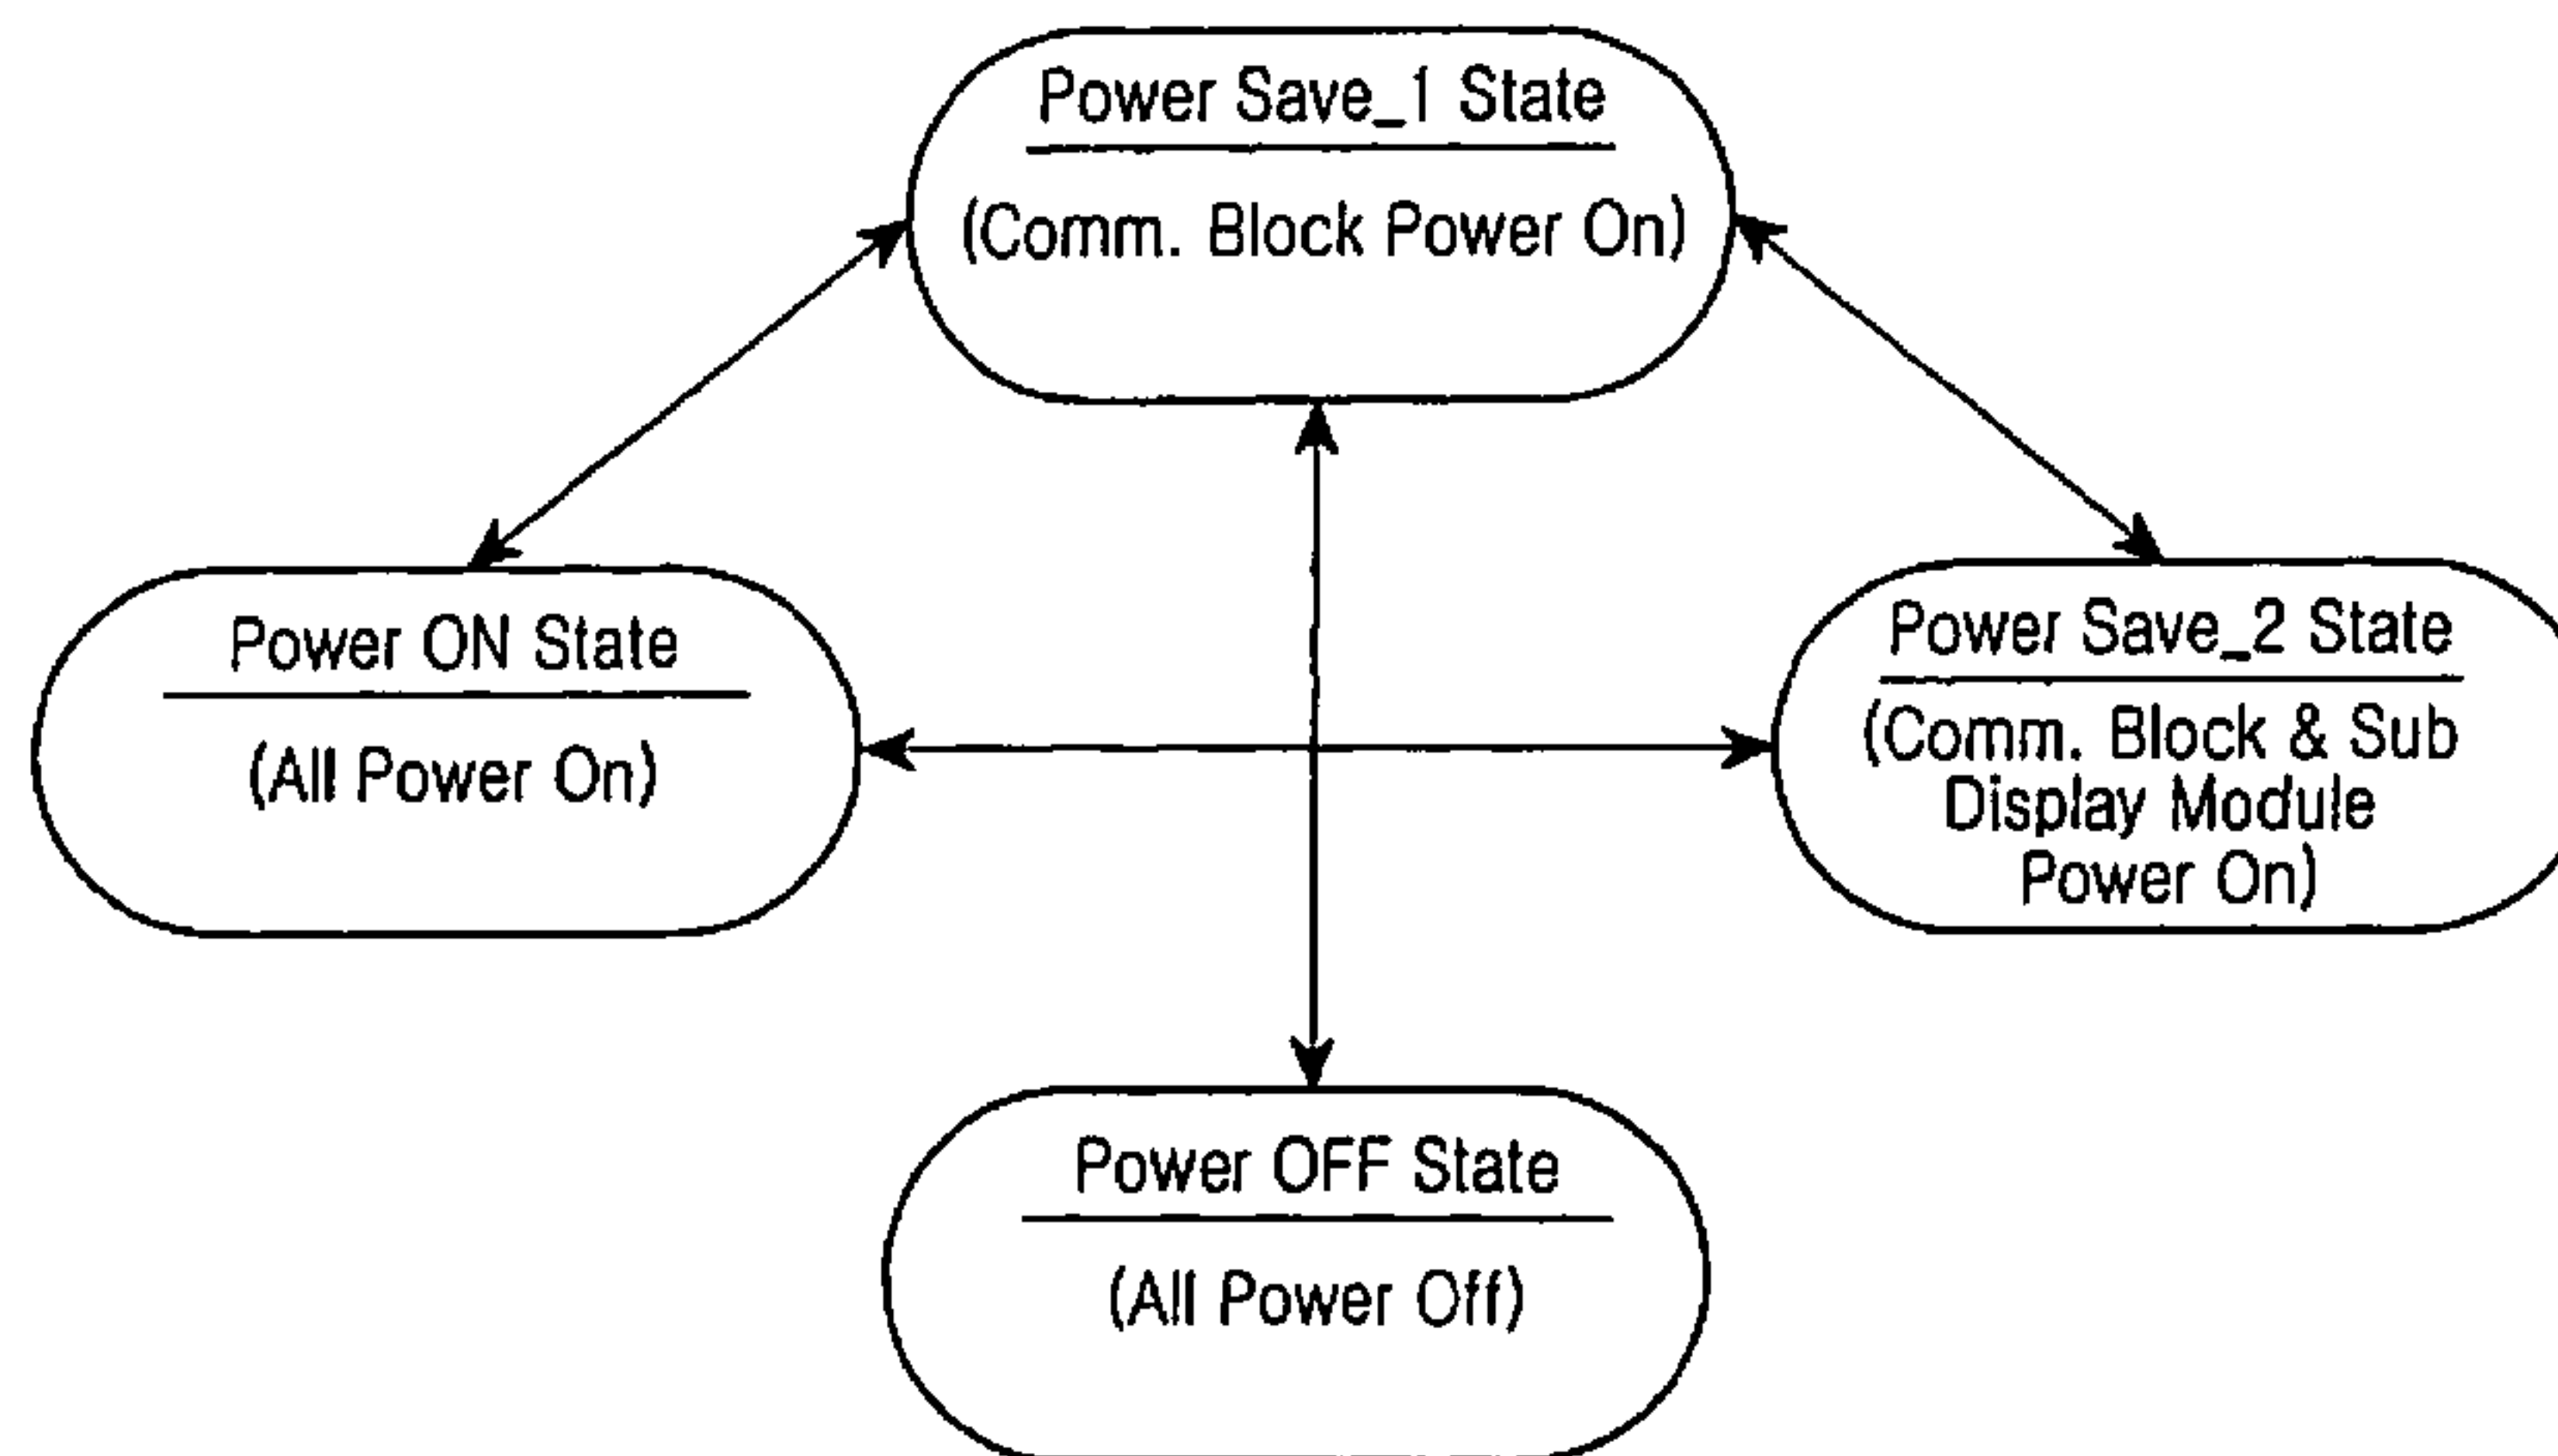 Power Save_1 State
(Comm. Block Power On)
Power ON State
(All Power On)
Power Save_2 State
(Comm. Block & Sub
Display Module
Power On)
Power OFF State
(All Power Off)